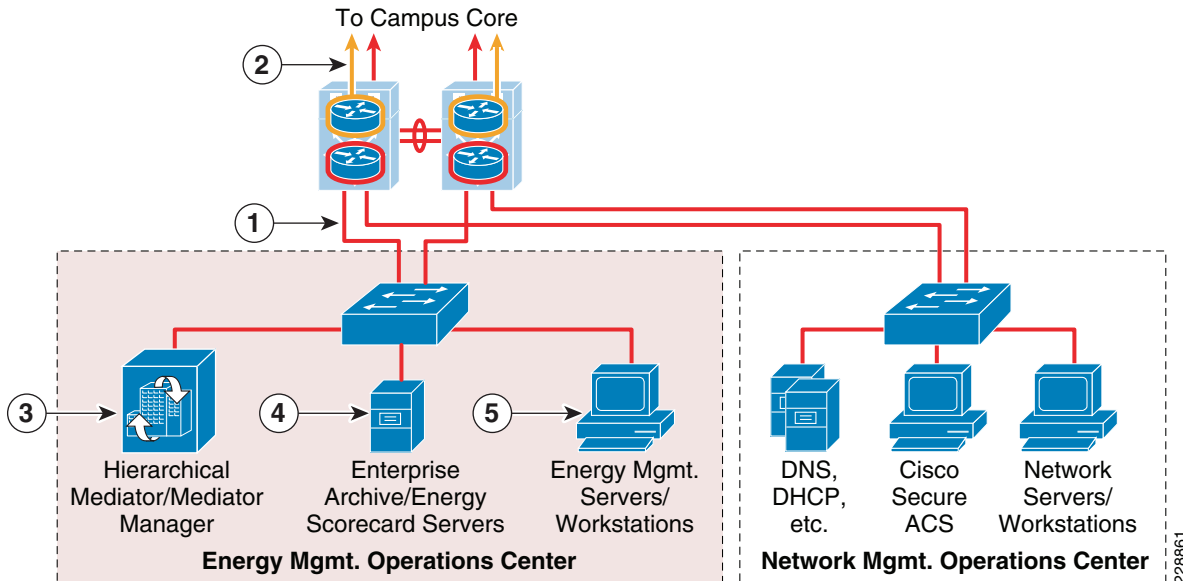 To Campus Core
2
1
3
4
5
Hierarchical
Mediator/Mediator
Manager
Enterprise
Archive/Energy
Scorecard Servers
Energy Mgmt.
Servers/
Workstations
Energy Mgmt. Operations Center
DNS,
DHCP,
etc.
Cisco
Secure
ACS
Network
Servers/
Workstations
Network Mgmt. Operations Center
228861